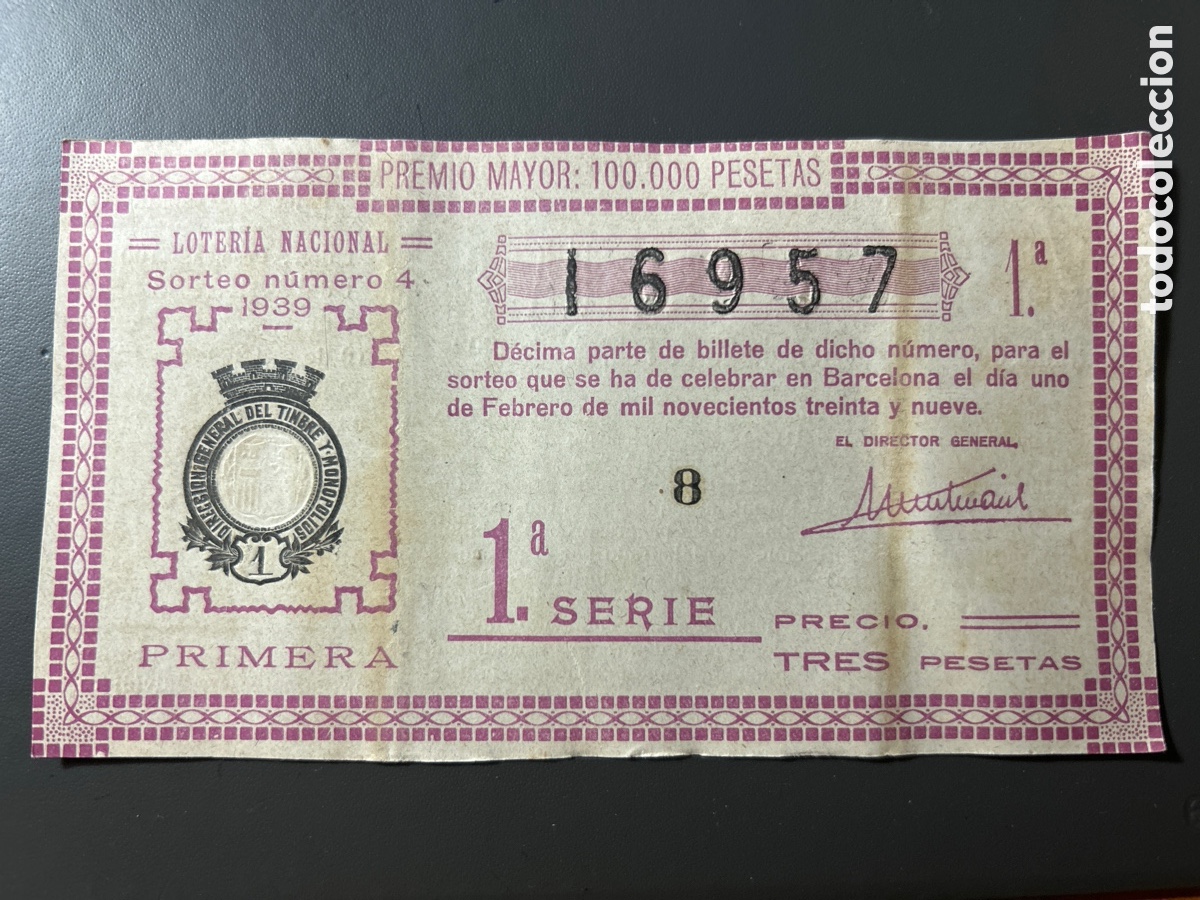 PREMIO MAYOR: 100.000 PESETAS
LOTERÍA NACIONAL
Sorteo número 4
1939
DIRECCION GENERAL DEL TIMBRE Y MONOPOLIOS
1
PRIMERA
16957
1.ª
Décima parte de billete de dicho número, para el
sorteo que se ha de celebrar en Barcelona el día uno
de Febrero de mil novecientos treinta y nueve.
EL DIRECTOR GENERAL,
8
1.ª SERIE
PRECIO.
TRES PESETAS
todocoleccion